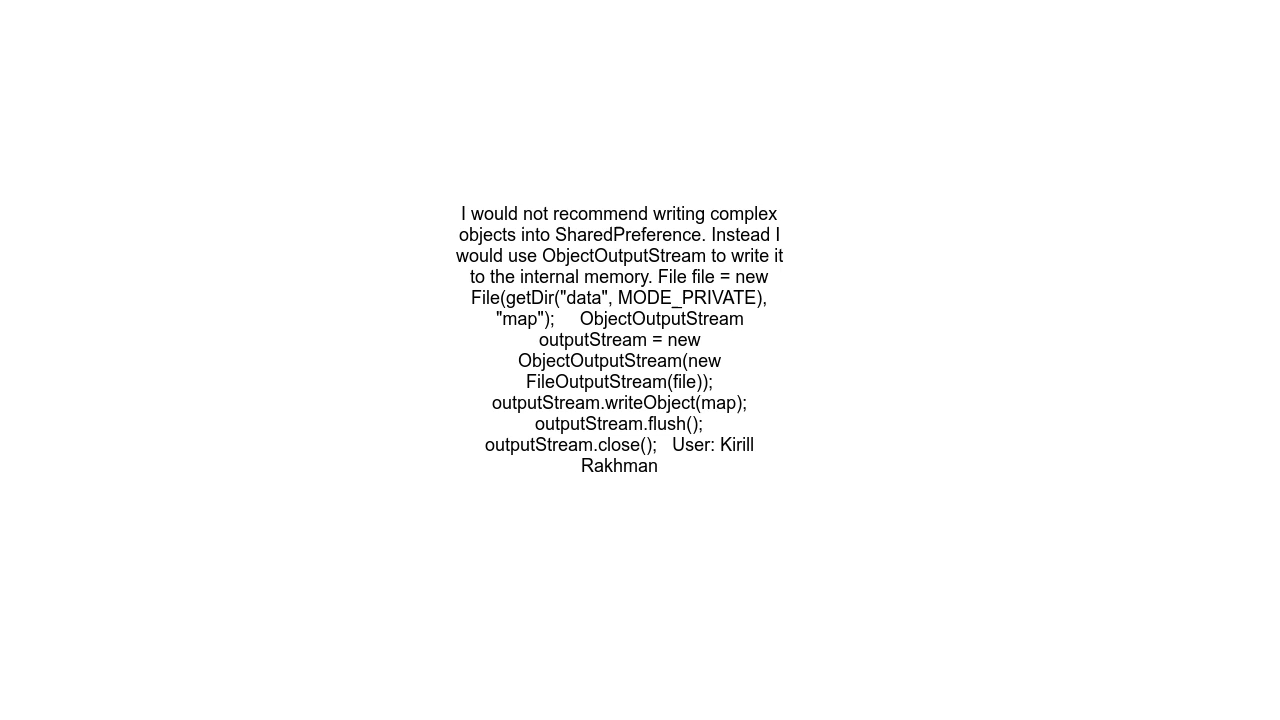 I would not recommend writing complex
objects into SharedPreference. Instead I
would use ObjectOutputStream to write it
to the internal memory. File file = new
File(getDir("data", MODE_PRIVATE),
"map");     ObjectOutputStream
outputStream = new
ObjectOutputStream(new
FileOutputStream(file));
outputStream.writeObject(map);
outputStream.flush();
outputStream.close();   User: Kirill
Rakhman